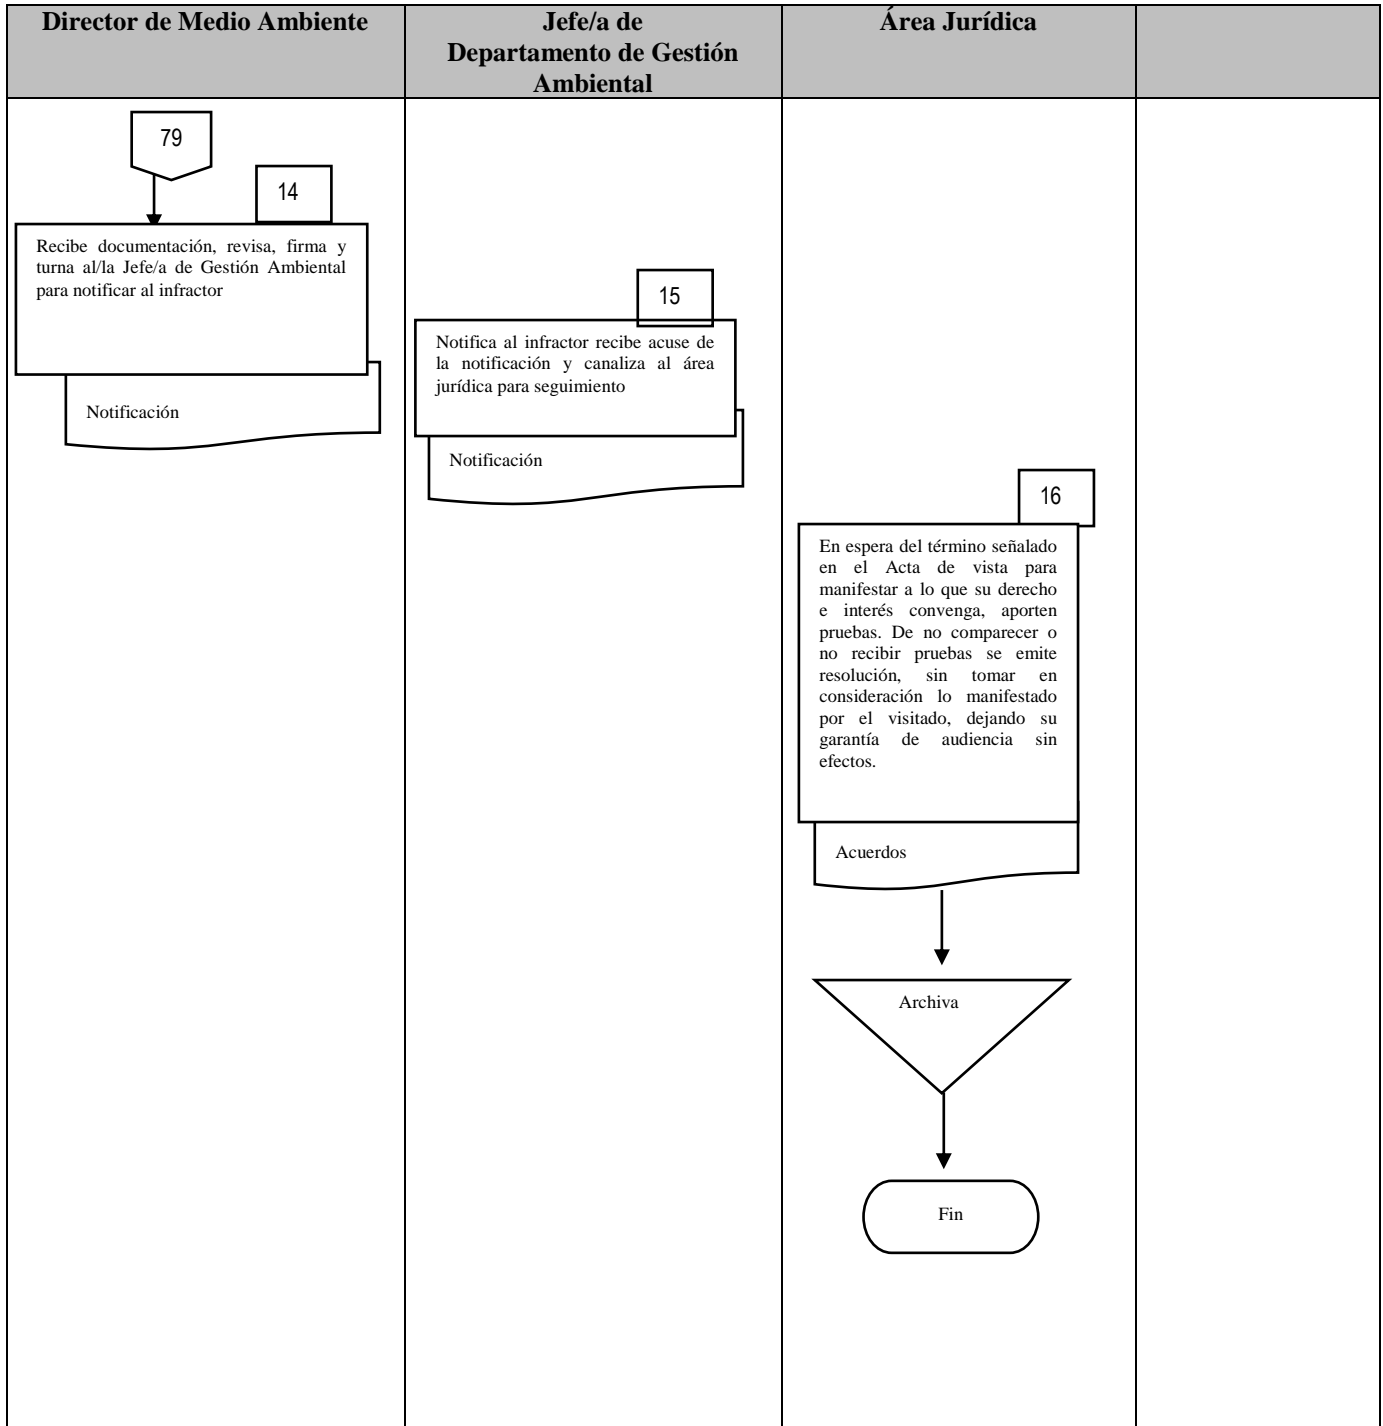 Director de Medio Ambiente
Jefe/a de
Departamento de Gestión
Ambiental
Área Jurídica
79
14
Recibe documentación, revisa, firma y
turna al/la Jefe/a de Gestión Ambiental
para notificar al infractor
Notificación
15
Notifica al infractor recibe acuse de
la notificación y canaliza al área
jurídica para seguimiento
Notificación
16
En espera del término señalado
en el Acta de vista para
manifestar a lo que su derecho
e interés convenga, aporten
pruebas. De no comparecer o
no recibir pruebas se emite
resolución, sin tomar en
consideración lo manifestado
por el visitado, dejando su
garantía de audiencia sin
efectos.
Acuerdos
Archiva
Fin